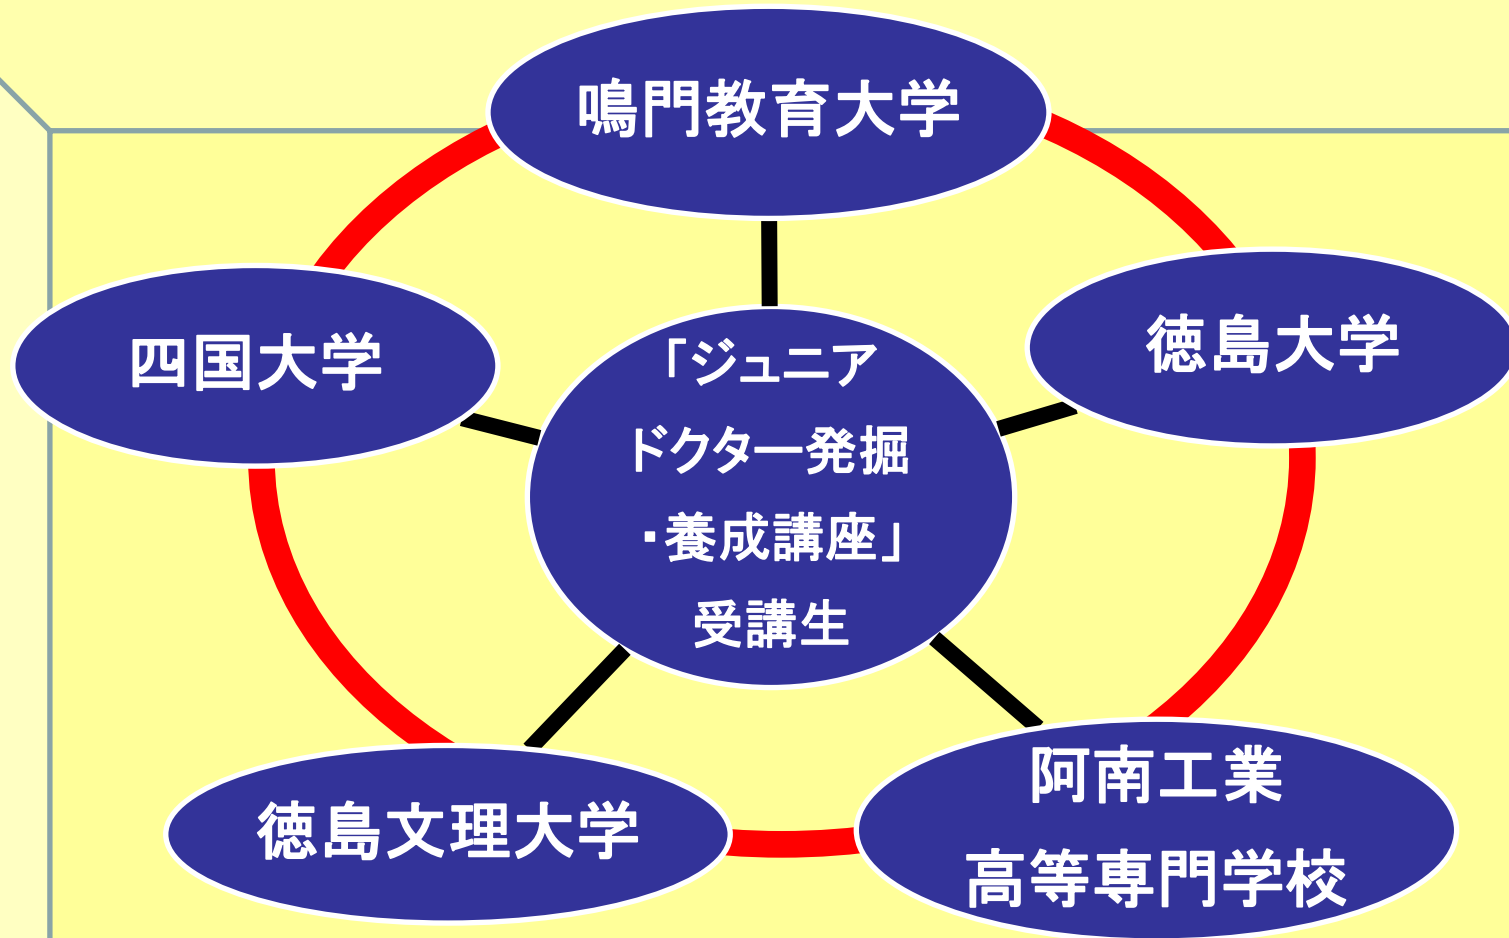 鳴門教育大学
四国大学
徳島大学
「ジュニア
ドクター発掘
・養成講座」
受講生
徳島文理大学
阿南工業
高等専門学校